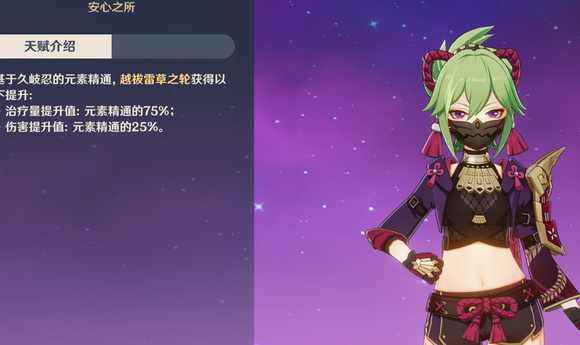 安心之所
天赋介绍
基于久岐忍的元素精通，越祓雷草之轮获得以
下提升:
· 治疗量提升值: 元素精通的75%;
· 伤害提升值: 元素精通的25%。